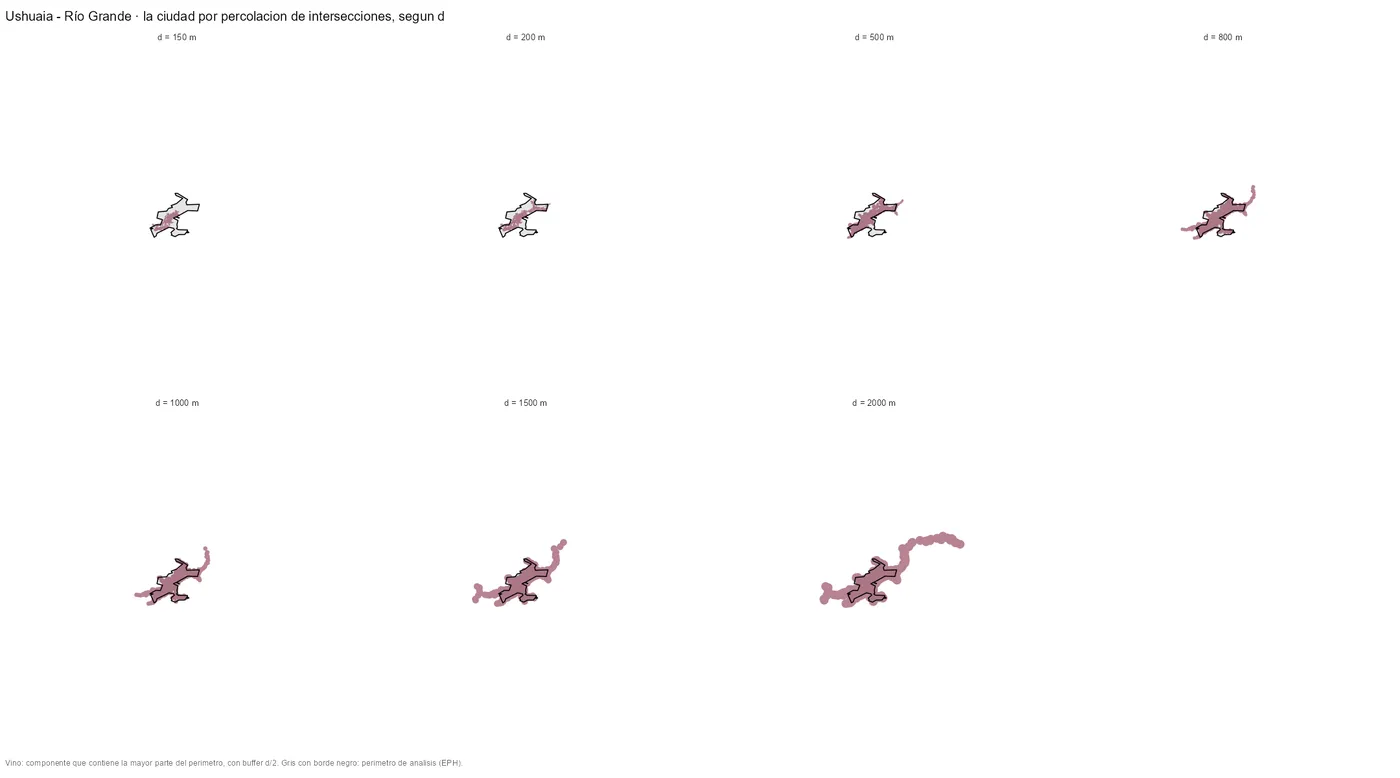 Ushuaia - Río Grande · la ciudad por percolacion de intersecciones, segun d
d = 150 m
d = 200 m
d = 500 m
d = 800 m
d = 1000 m
d = 1500 m
d = 2000 m
Vino: componente que contiene la mayor parte del perimetro, con buffer d/2. Gris con borde negro: perimetro de analisis (EPH).